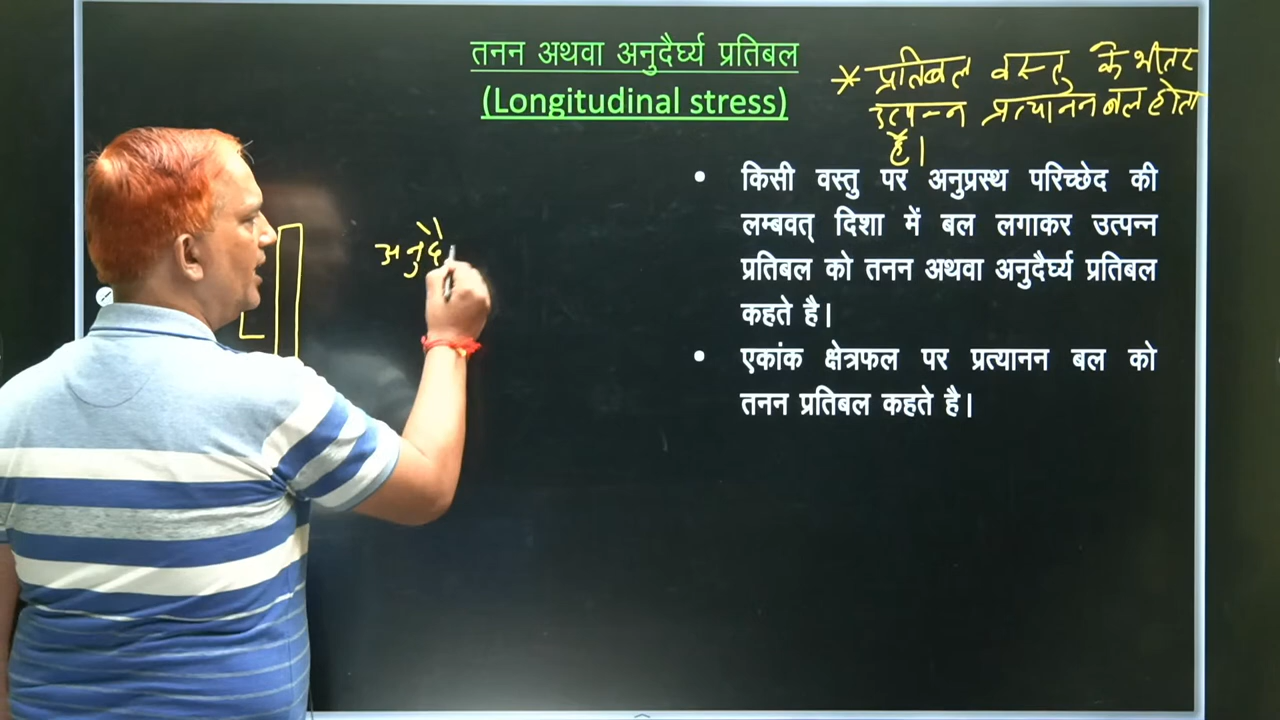 तनन अथवा अनुदैर्घ्य प्रतिबल
(Longitudinal stress)
* प्रतिबल वस्तु के भीतर
उत्पन्न प्रत्यानन बल होता
है।
• किसी वस्तु पर अनुप्रस्थ परिच्छेद की
लम्बवत् दिशा में बल लगाकर उत्पन्न
प्रतिबल को तनन अथवा अनुदैर्घ्य प्रतिबल
कहते है।
• एकांक क्षेत्रफल पर प्रत्यानन बल को
तनन प्रतिबल कहते है।
अनुदै